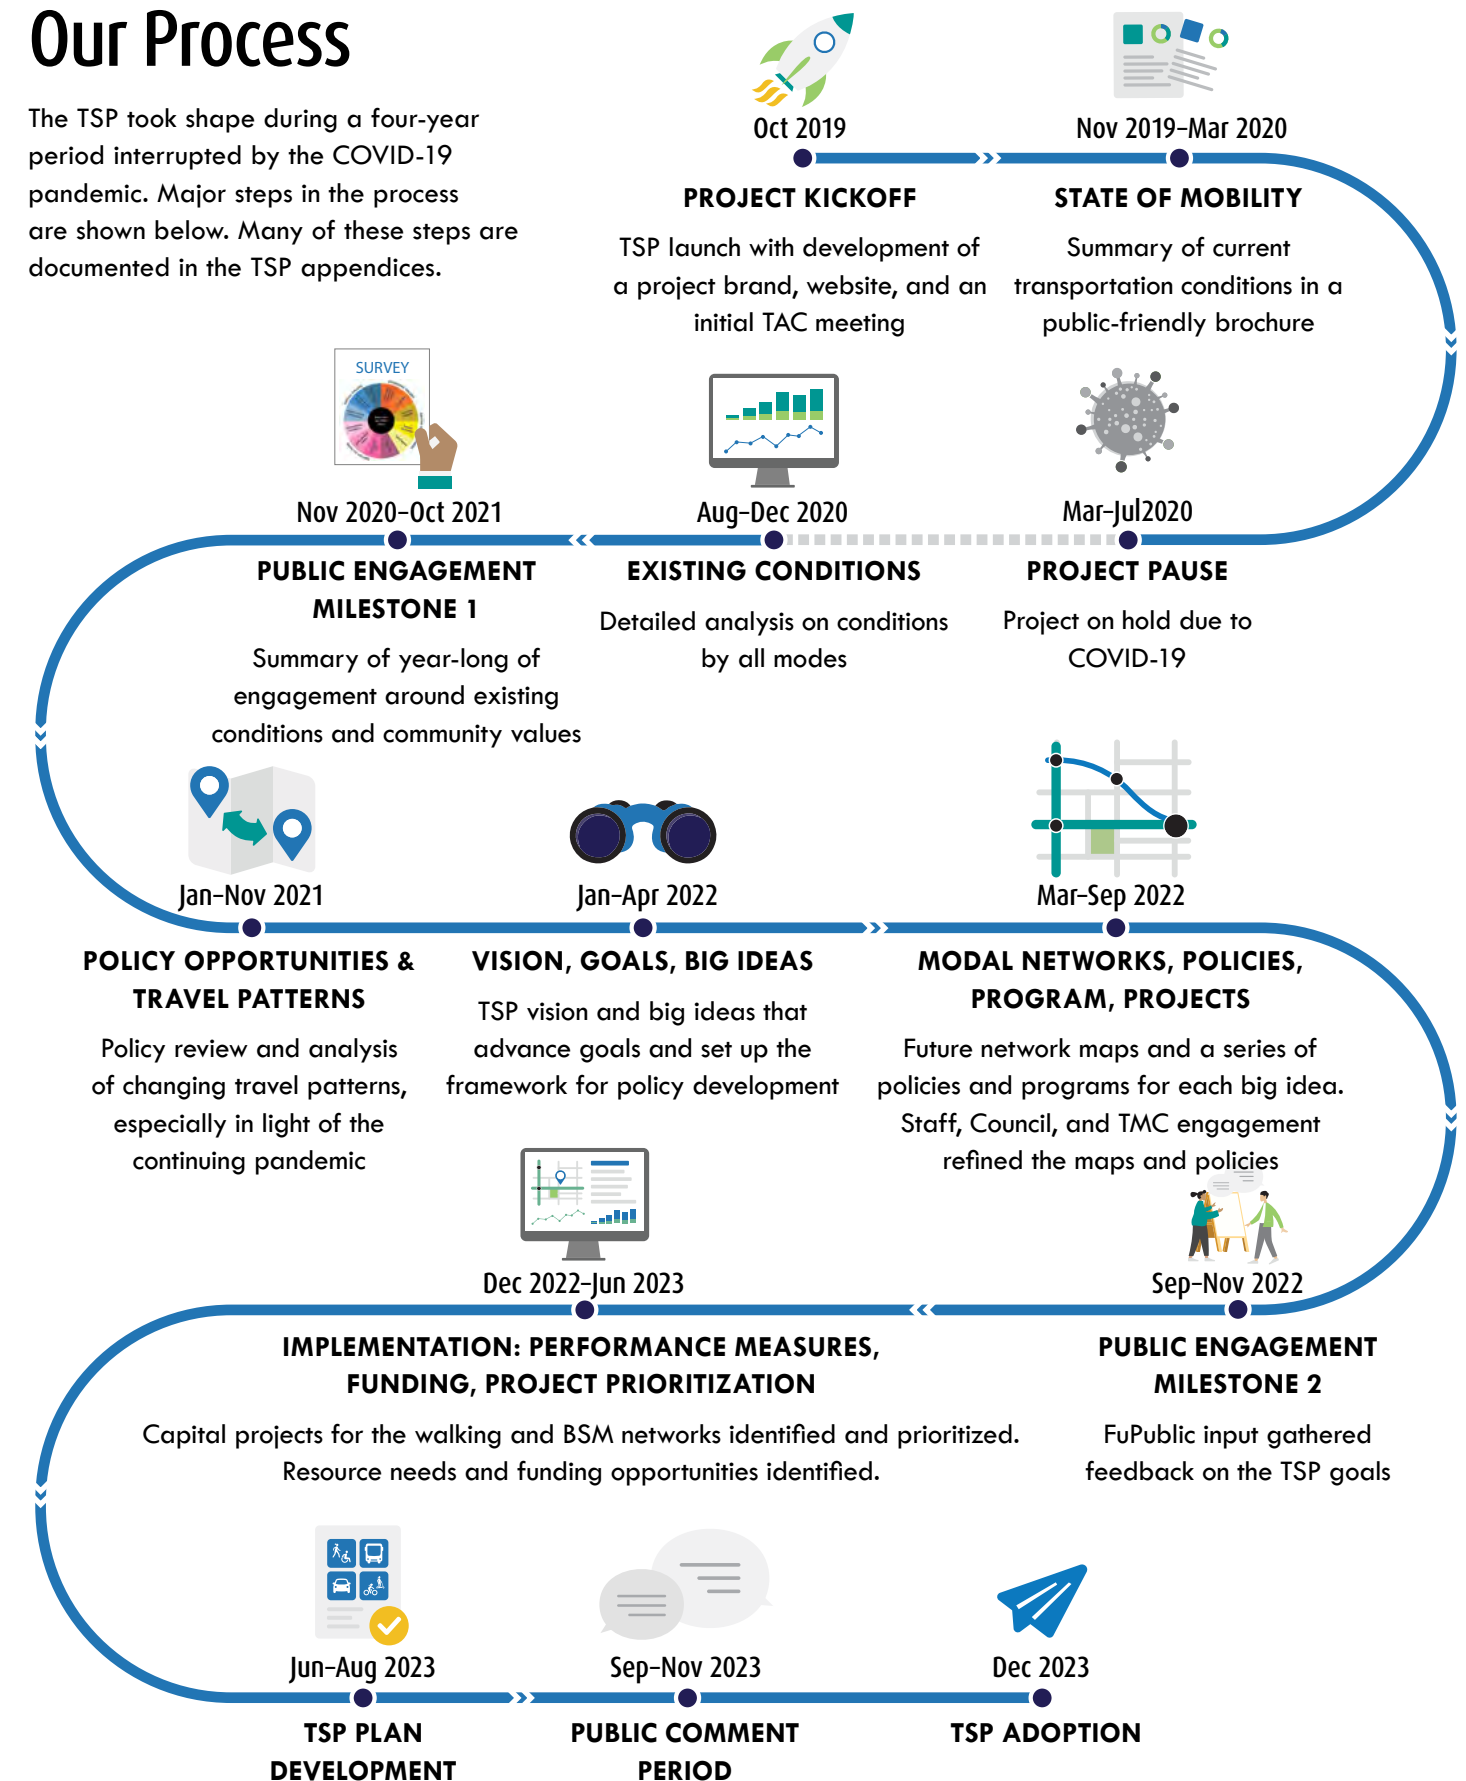 Our Process
The TSP took shape during a four-year
period interrupted by the COVID-19
pandemic. Major steps in the process
are shown below. Many of these steps are
documented in the TSP appendices.
Oct 2019
PROJECT KICKOFF
TSP launch with development of
a project brand, website, and an
initial TAC meeting
Nov 2019–Mar 2020
STATE OF MOBILITY
Summary of current
transportation conditions in a
public-friendly brochure
Mar–Jul2020
PROJECT PAUSE
Project on hold due to
COVID-19
Aug–Dec 2020
EXISTING CONDITIONS
Detailed analysis on conditions
by all modes
SURVEY
Nov 2020–Oct 2021
PUBLIC ENGAGEMENT
MILESTONE 1
Summary of year-long of
engagement around existing
conditions and community values
Jan–Nov 2021
POLICY OPPORTUNITIES &
TRAVEL PATTERNS
Policy review and analysis
of changing travel patterns,
especially in light of the
continuing pandemic
Jan–Apr 2022
VISION, GOALS, BIG IDEAS
TSP vision and big ideas that
advance goals and set up the
framework for policy development
Mar–Sep 2022
MODAL NETWORKS, POLICIES,
PROGRAM, PROJECTS
Future network maps and a series of
policies and programs for each big idea.
Staff, Council, and TMC engagement
refined the maps and policies
Sep–Nov 2022
PUBLIC ENGAGEMENT
MILESTONE 2
FuPublic input gathered
feedback on the TSP goals
Dec 2022–Jun 2023
IMPLEMENTATION: PERFORMANCE MEASURES,
FUNDING, PROJECT PRIORITIZATION
Capital projects for the walking and BSM networks identified and prioritized.
Resource needs and funding opportunities identified.
Jun–Aug 2023
TSP PLAN
DEVELOPMENT
Sep–Nov 2023
PUBLIC COMMENT
PERIOD
Dec 2023
TSP ADOPTION